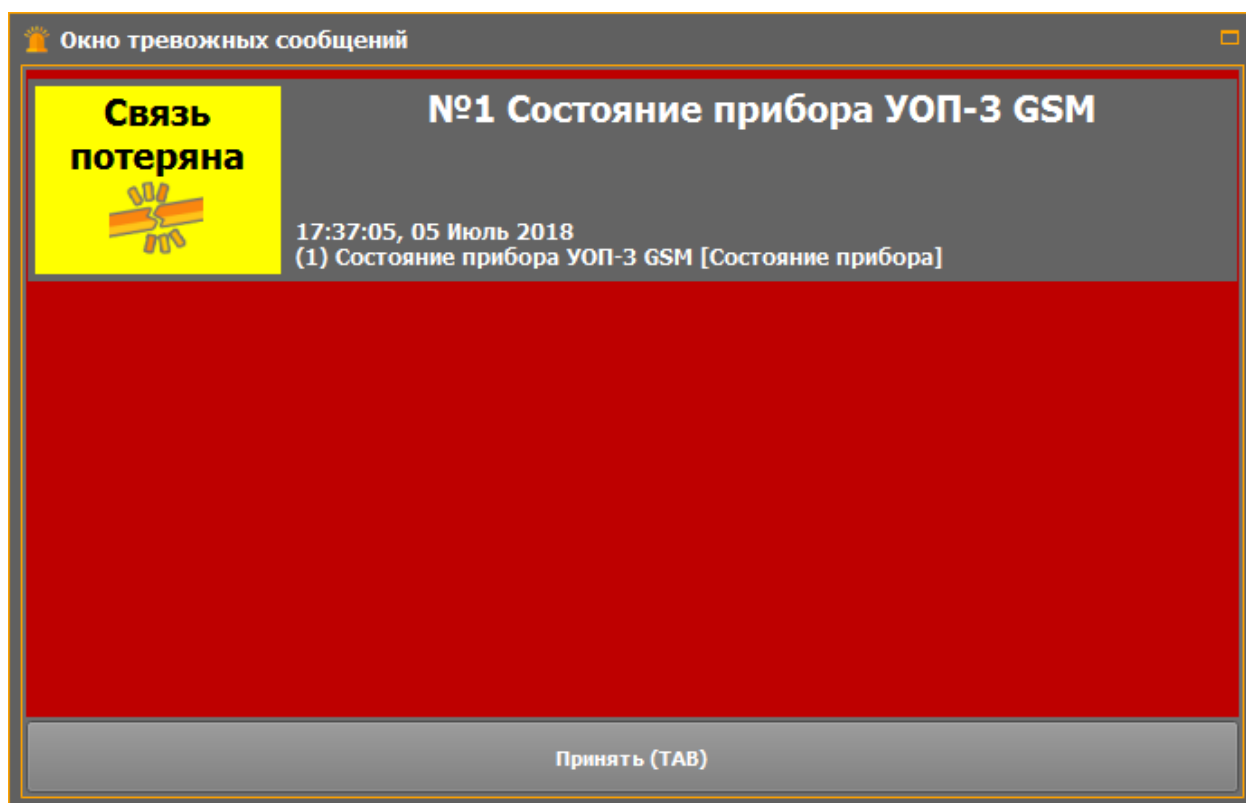 Окно тревожных сообщений
Связь
потеряна
№1 Состояние прибора УОП-3 GSM
17:37:05, 05 Июль 2018
(1) Состояние прибора УОП-3 GSM [Состояние прибора]
Принять (TAB)